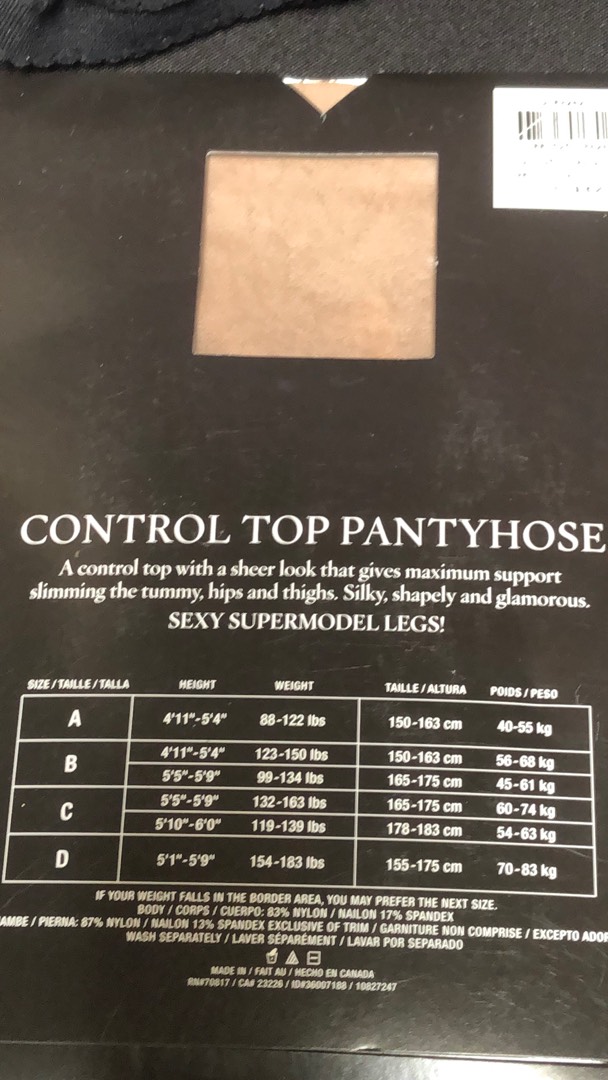 CONTROL TOP PANTYHOSE
A control top with a sheer look that gives maximum support
slimming the tummy, hips and thighs. Silky, shapely and glamorous.
SEXY SUPERMODEL LEGS!
SIZE / TAILLE / TALLA HEIGHT WEIGHT TAILLE / ALTURA POIDS / PESO
A 4'11"-5'4" 88-122 lbs 150-163 cm 40-55 kg
B 4'11"-5'4" 123-150 lbs 150-163 cm 56-68 kg
5'5"-5'9" 99-134 lbs 165-175 cm 45-61 kg
C 5'5"-5'9" 132-163 lbs 165-175 cm 60-74 kg
5'10"-6'0" 119-139 lbs 178-183 cm 54-63 kg
D 5'1"-5'9" 154-183 lbs 155-175 cm 70-83 kg
IF YOUR WEIGHT FALLS IN THE BORDER AREA, YOU MAY PREFER THE NEXT SIZE.
BODY / CORPS / CUERPO: 83% NYLON / NAILON 17% SPANDEX
AMBE / PIERNA: 87% NYLON / NAILON 13% SPANDEX EXCLUSIVE OF TRIM / GARNITURE NON COMPRISE / EXCEPTO ADOR
WASH SEPARATELY / LAVER SÉPARÉMENT / LAVAR POR SEPARADO
MADE IN / FAIT AU / HECHO EN CANADA
RN#70817 / CA# 23226 / ID#36007188 / 10827247